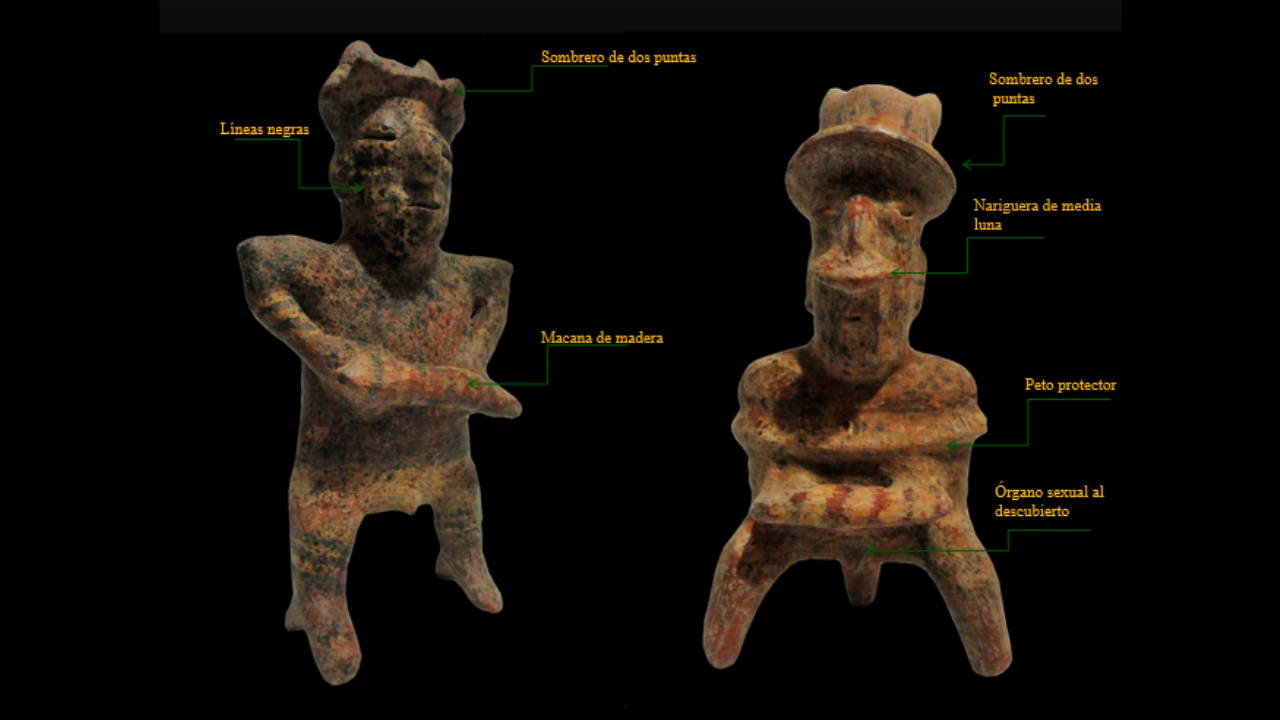 Sombrero de dos puntas
Líneas negras
Macana de madera
Sombrero de dos
puntas
Nariguera de media
luna
Peto protector
Órgano sexual al
descubierto